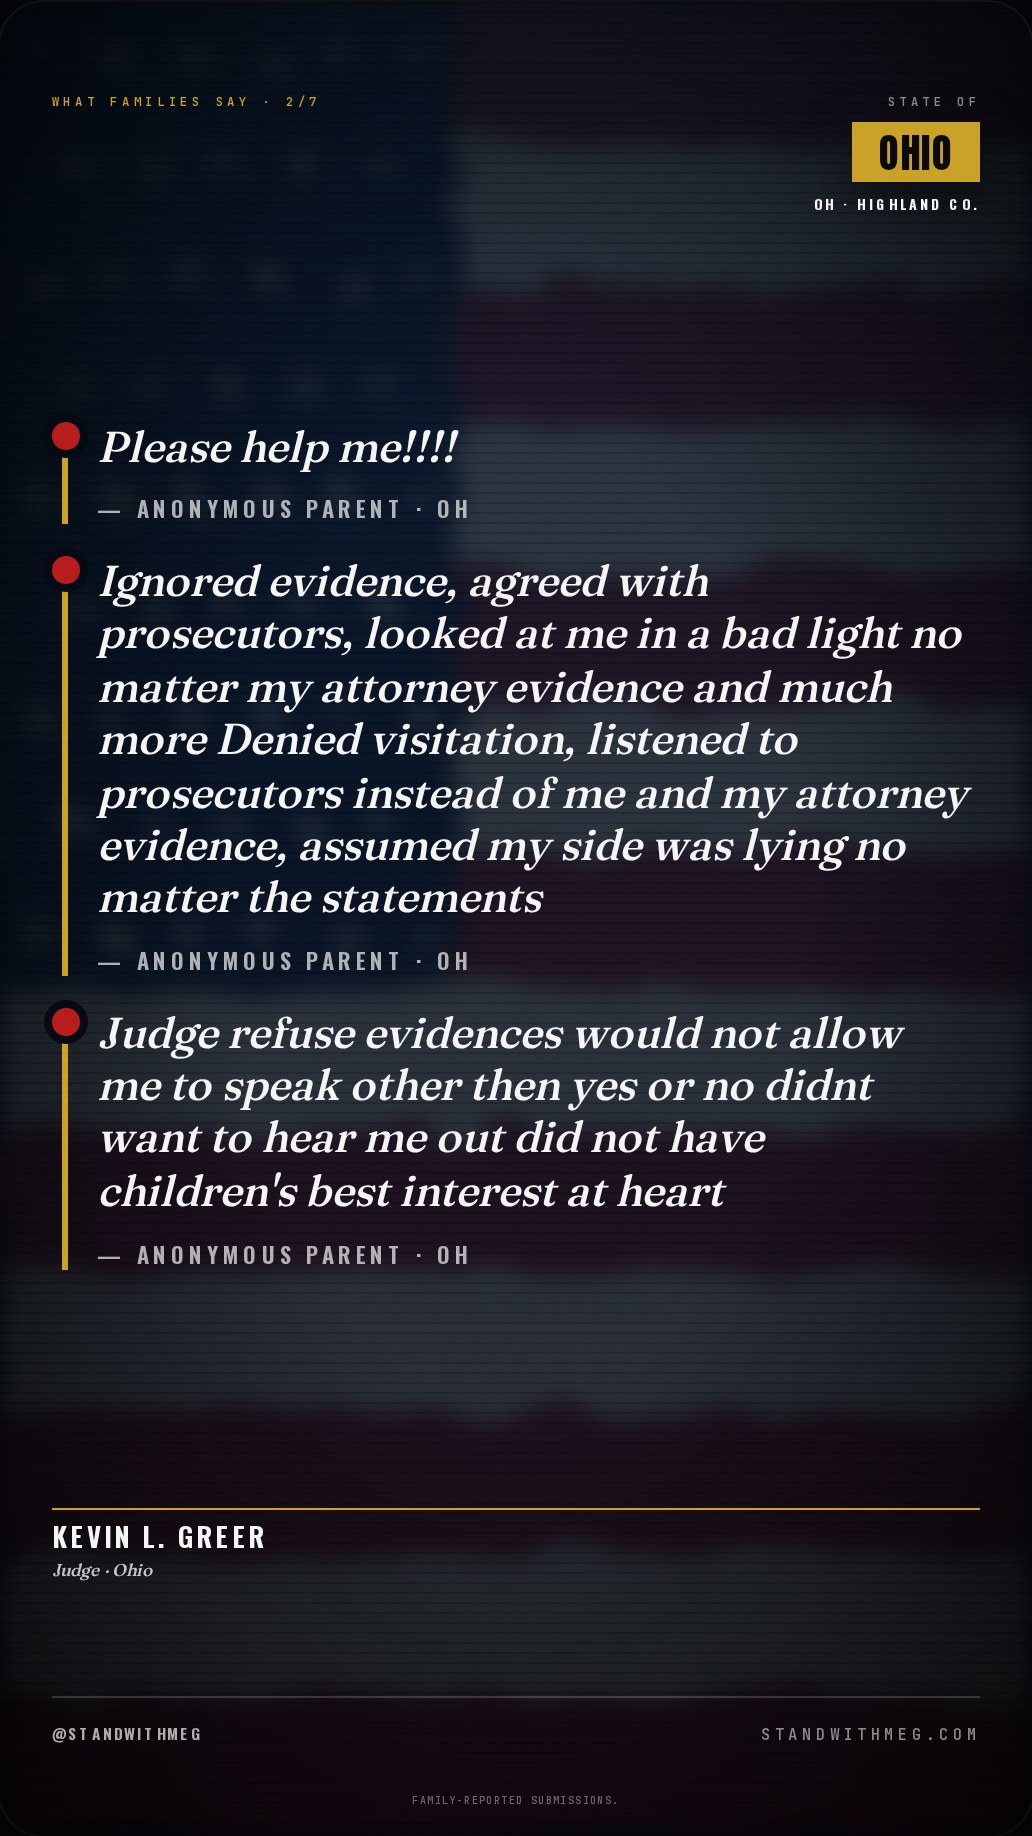 WHAT FAMILIES SAY · 2/7
STATE OF
OHIO
OH · HIGHLAND CO.
Please help me!!!!
— ANONYMOUS PARENT · OH
Ignored evidence, agreed with
prosecutors, looked at me in a bad light no
matter my attorney evidence and much
more Denied visitation, listened to
prosecutors instead of me and my attorney
evidence, assumed my side was lying no
matter the statements
— ANONYMOUS PARENT · OH
Judge refuse evidences would not allow
me to speak other then yes or no didnt
want to hear me out did not have
children's best interest at heart
— ANONYMOUS PARENT · OH
KEVIN L. GREER
Judge · Ohio
@STANDWITHMEG
STANDWITHMEG.COM
FAMILY-REPORTED SUBMISSIONS.